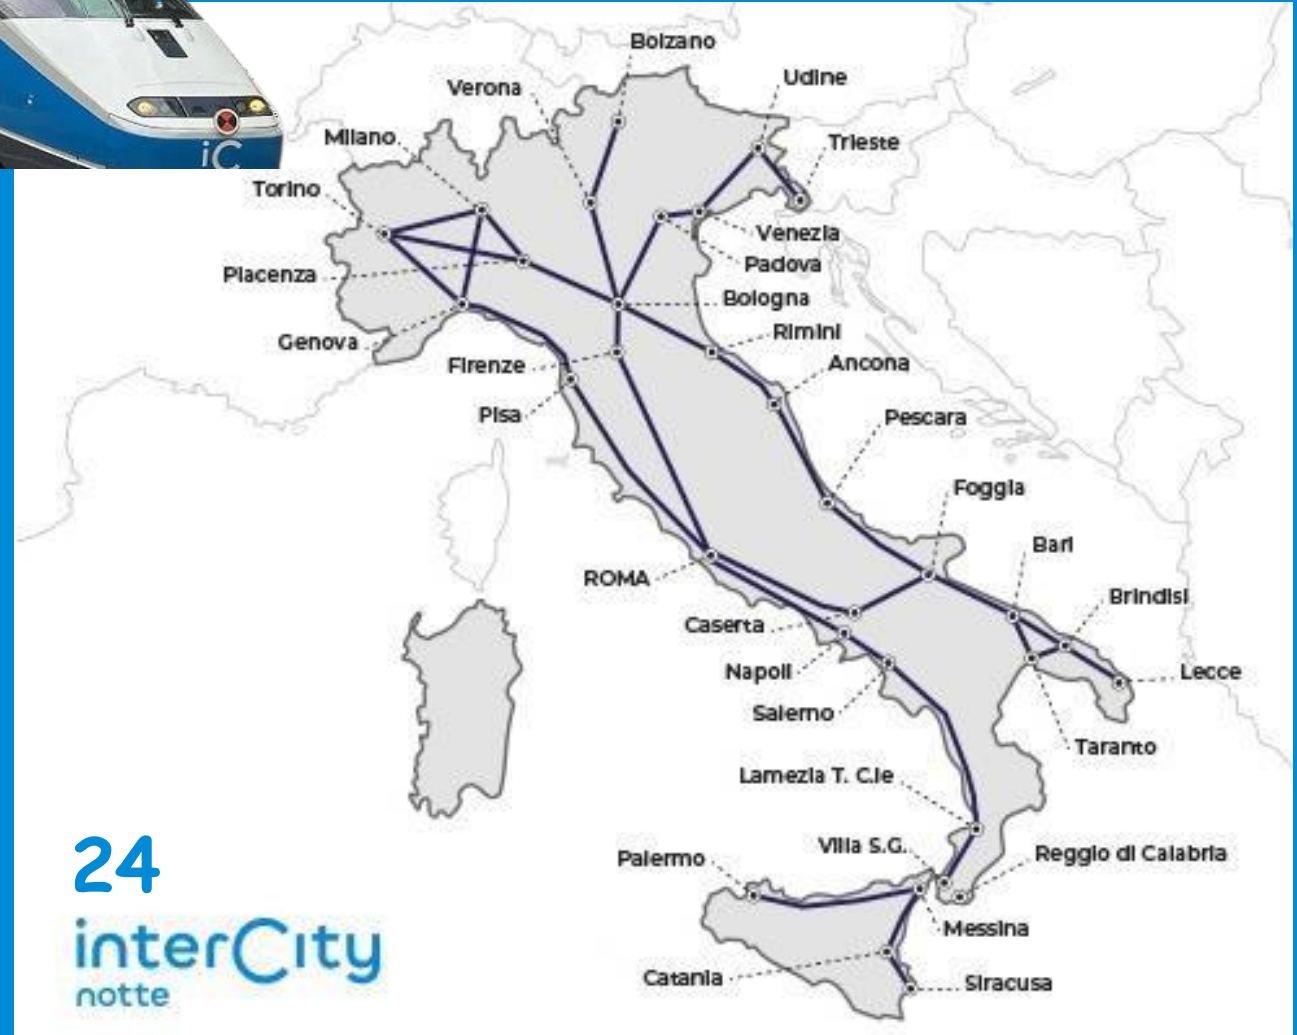 iC
Bolzano
Udine
Verona
Milano
Trieste
Torino
Venezia
Padova
Piacenza
Bologna
Rimini
Genova
Firenze
Ancona
Pisa
Pescara
Foggia
Bari
ROMA
Brindisi
Caserta
Napoli
Lecce
Salerno
Taranto
Lamezia T. C.le
Villa S.G.
Reggio di Calabria
Palermo
24
Messina
interCity
notte
Catania
Siracusa